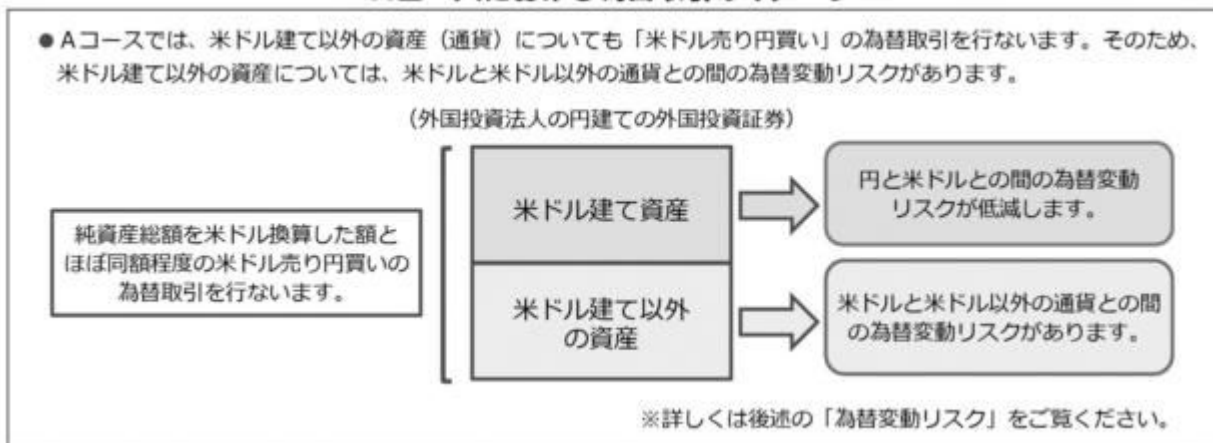 ● Aコースでは、米ドル建て以外の資産（通貨）についても「米ドル売り円買い」の為替取引を行ないます。そのため、
米ドル建て以外の資産については、米ドルと米ドル以外の通貨との間の為替変動リスクがあります。
（外国投資法人の円建ての外国投資証券）
純資産総額を米ドル換算した額と
ほぼ同額程度の米ドル売り円買いの
為替取引を行ないます。
米ドル建て資産
円と米ドルとの間の為替変動
リスクが低減します。
米ドル建て以外
の資産
米ドルと米ドル以外の通貨との間
の為替変動リスクがあります。
※詳しくは後述の「為替変動リスク」をご覧ください。